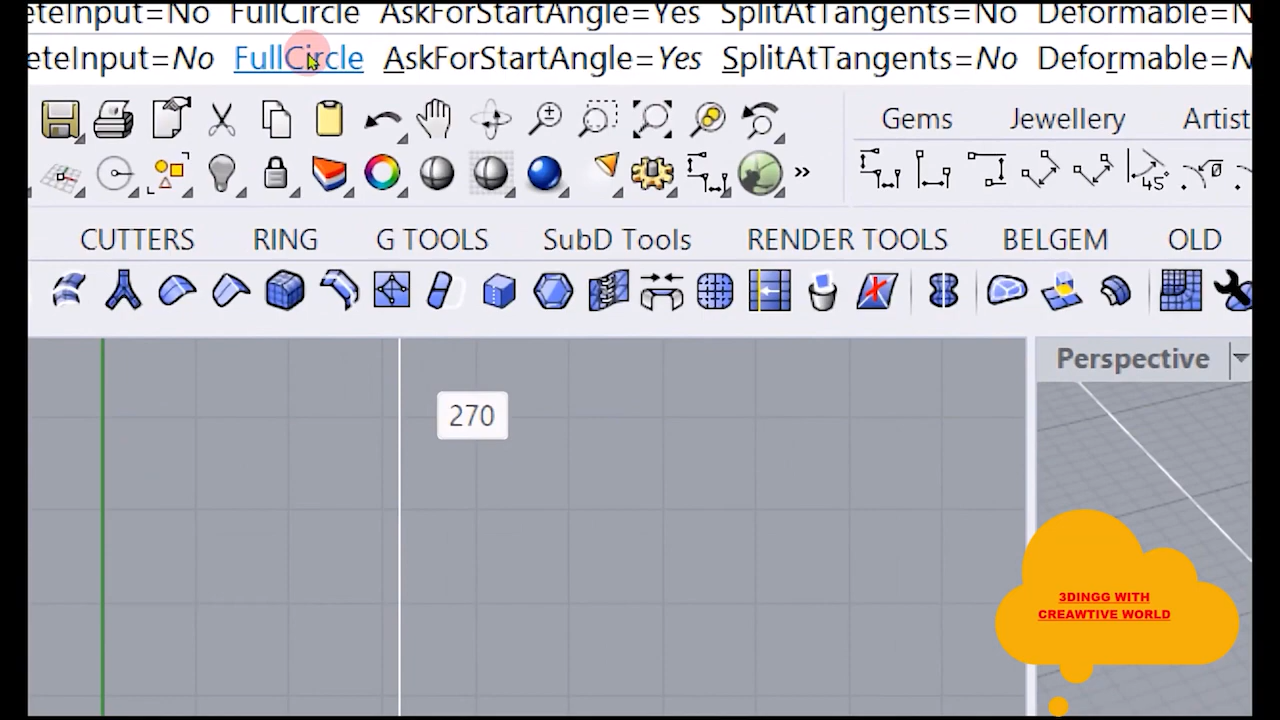 eteInput=No FullCircle AskForStartAngle=Yes SplitAtTangents=No Deformable=N
eteInput=No FullCircle AskForStartAngle=Yes SplitAtTangents=No Deformable=N
Gems Jewellery Artist
45°
CUTTERS RING G TOOLS SubD Tools RENDER TOOLS BELGEM OLD
270
Perspective
3DINGG WITH
CREAWTIVE WORLD